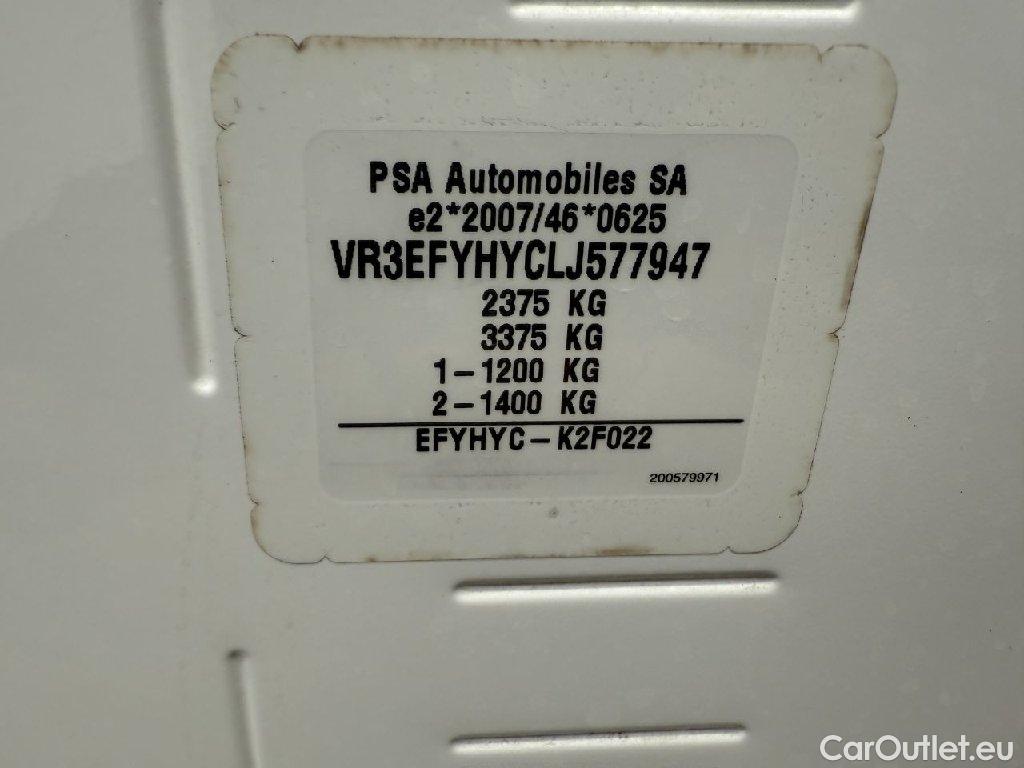 PSA Automobiles SA
e2*2007/46*0625
VR3EFYHYCLJ577947
2375 KG
3375 KG
1-1200 KG
2-1400 KG
EFYHYC-K2F022
200579971
CarOutlet.eu